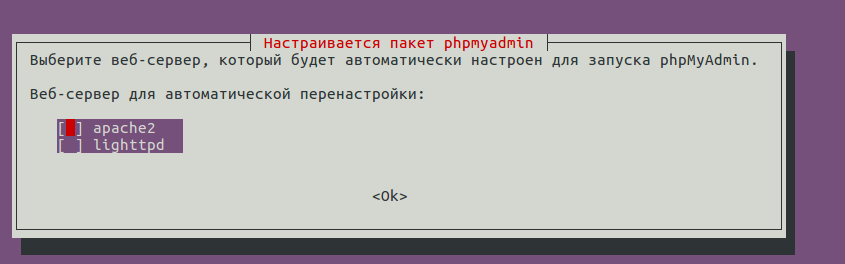 Настраивается пакет phpmyadmin
Выберите веб-сервер, который будет автоматически настроен для запуска phpMyAdmin.
Веб-сервер для автоматической перенастройки:
[ ] apache2
[ ] lighttpd
<Ok>